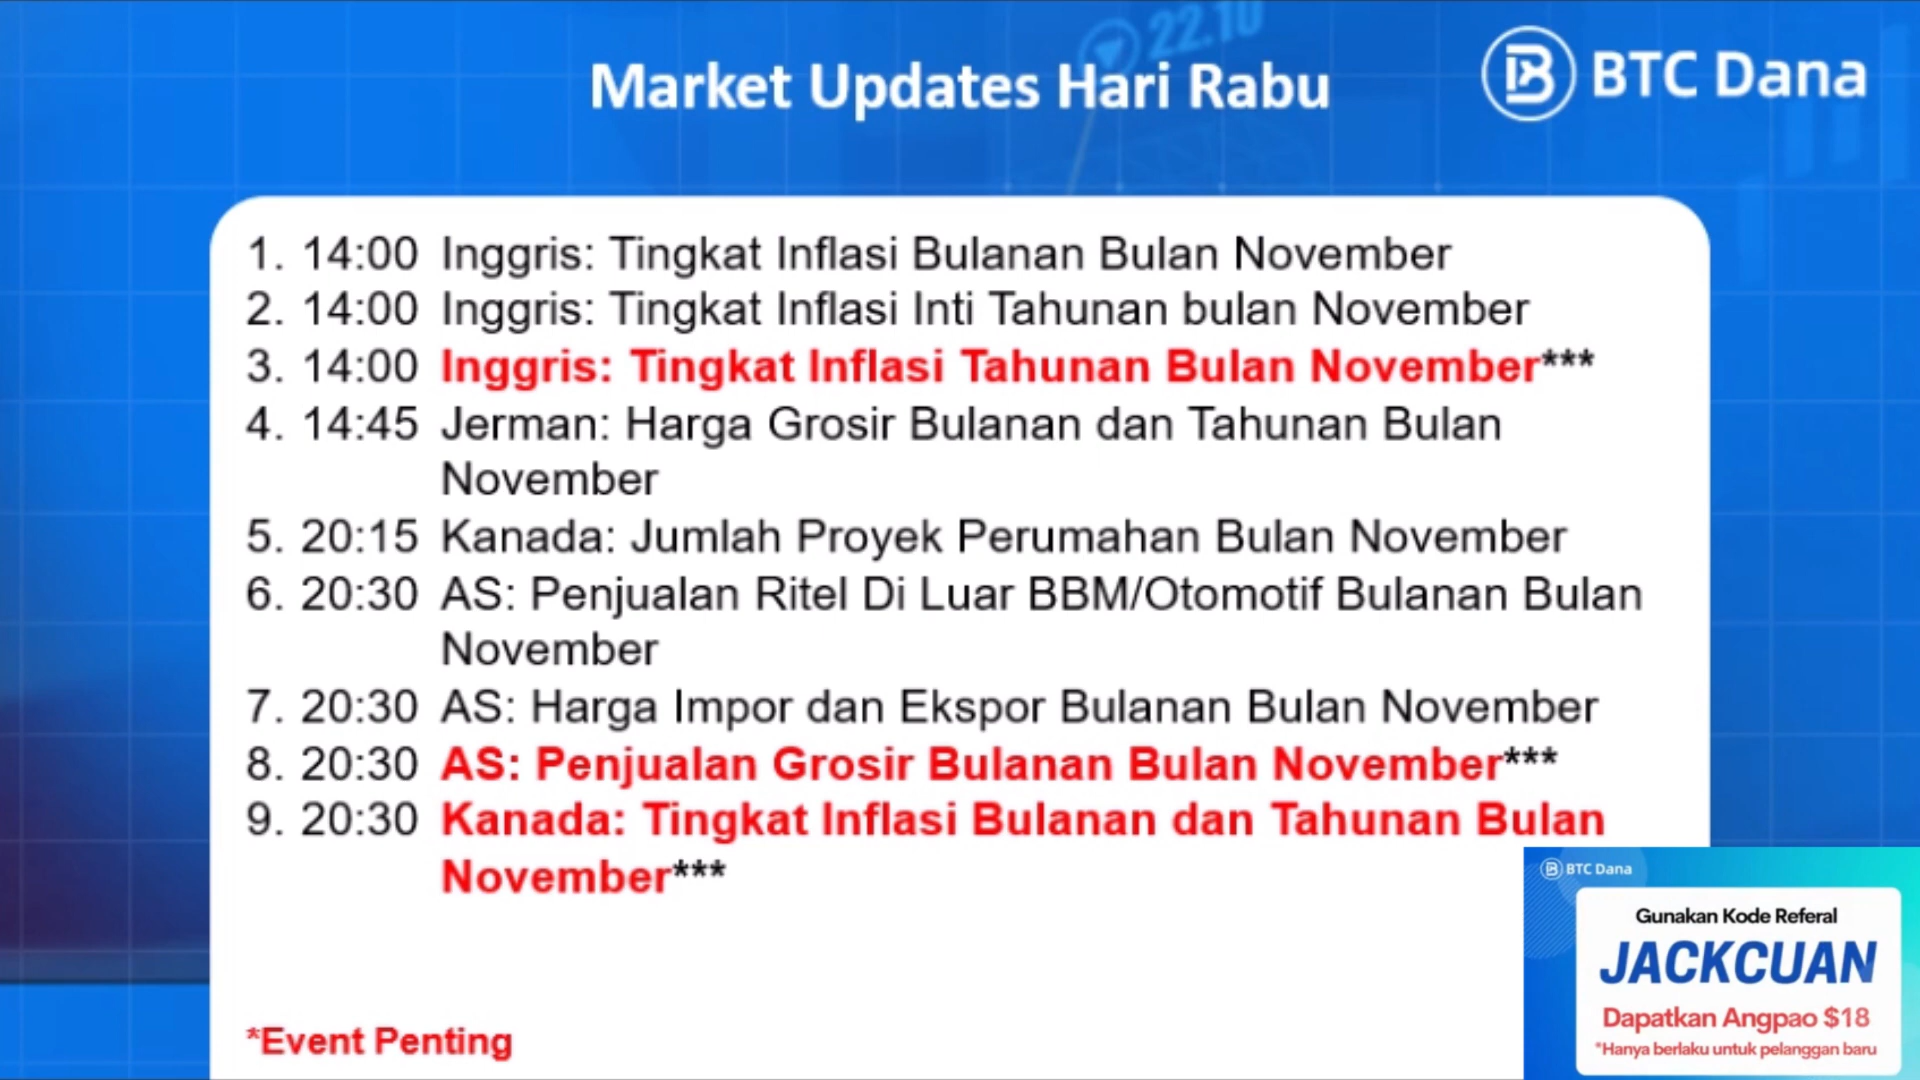 22.10
Market Updates Hari Rabu
BTC Dana
1. 14:00 Inggris: Tingkat Inflasi Bulanan Bulan November
2. 14:00 Inggris: Tingkat Inflasi Inti Tahunan bulan November
3. 14:00 Inggris: Tingkat Inflasi Tahunan Bulan November***
4. 14:45 Jerman: Harga Grosir Bulanan dan Tahunan Bulan
November
5. 20:15 Kanada: Jumlah Proyek Perumahan Bulan November
6. 20:30 AS: Penjualan Ritel Di Luar BBM/Otomotif Bulanan Bulan
November
7. 20:30 AS: Harga Impor dan Ekspor Bulanan Bulan November
8. 20:30 AS: Penjualan Grosir Bulanan Bulan November***
9. 20:30 Kanada: Tingkat Inflasi Bulanan dan Tahunan Bulan
November***
*Event Penting
BTC Dana
Gunakan Kode Referal
JACKCUAN
Dapatkan Angpao $18
*Hanya berlaku untuk pelanggan baru